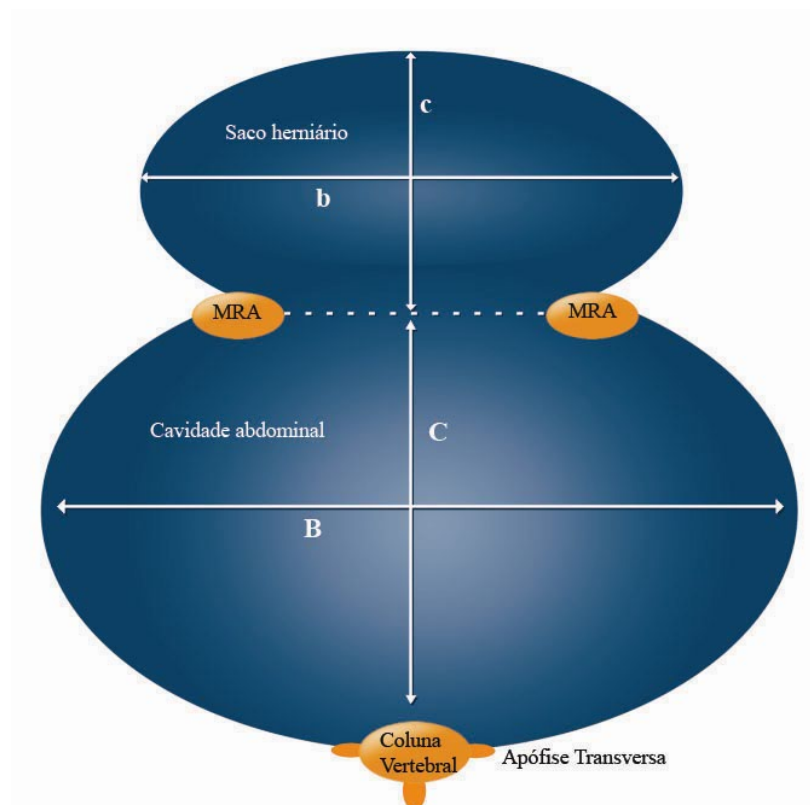 c
Saco herniário
b
MRA
MRA
Cavidade abdominal
C
B
Coluna
Vertebral
Apófise Transversa